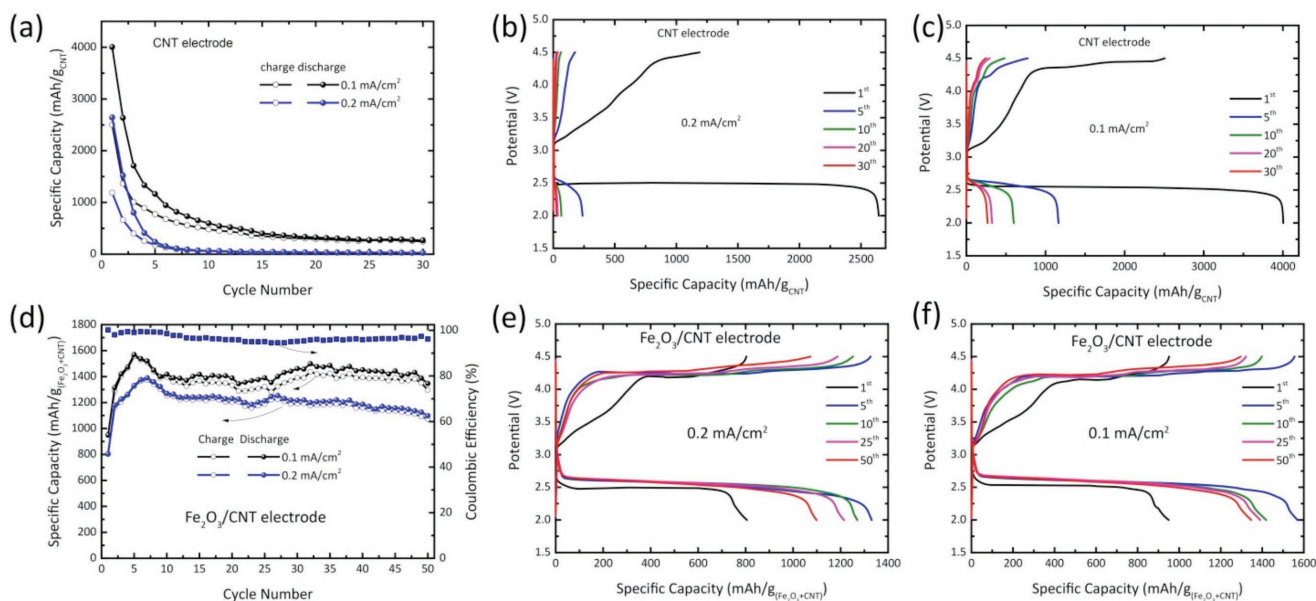 (a)
CNT electrode
charge discharge
0.1 mA/cm²
0.2 mA/cm²
4000
3000
2000
1000
0
0 5 10 15 20 25 30
Specific Capacity (mAh/g_CNT)
Cycle Number
(b)
CNT electrode
0.2 mA/cm²
1st
5th
10th
20th
30th
5.0
4.5
4.0
3.5
3.0
2.5
2.0
1.5
0 500 1000 1500 2000 2500
Potential (V)
Specific Capacity (mAh/g_CNT)
(c)
CNT electrode
0.1 mA/cm²
1st
5th
10th
20th
30th
5.0
4.5
4.0
3.5
3.0
2.5
2.0
1.5
0 1000 2000 3000 4000
Potential (V)
Specific Capacity (mAh/g_CNT)
(d)
1800
1600
1400
1200
1000
800
600
400
200
0
100
80
60
40
20
0
Charge Discharge
0.1 mA/cm²
0.2 mA/cm²
Fe₂O₃/CNT electrode
0 5 10 15 20 25 30 35 40 45 50
Specific Capacity (mAh/g_(Fe₂O₃+CNT))
Coulombic Efficiency (%)
Cycle Number
(e)
Fe₂O₃/CNT electrode
0.2 mA/cm²
1st
5th
10th
25th
50th
5.0
4.5
4.0
3.5
3.0
2.5
2.0
1.5
0 200 400 600 800 1000 1200 1400
Potential (V)
Specific Capacity (mAh/g_(Fe₂O₃+CNT))
(f)
Fe₂O₃/CNT electrode
0.1 mA/cm²
1st
5th
10th
25th
50th
5.0
4.5
4.0
3.5
3.0
2.5
2.0
1.5
0 200 400 600 800 1000 1200 1400 1600
Potential (V)
Specific Capacity (mAh/g_(Fe₂O₃+CNT))